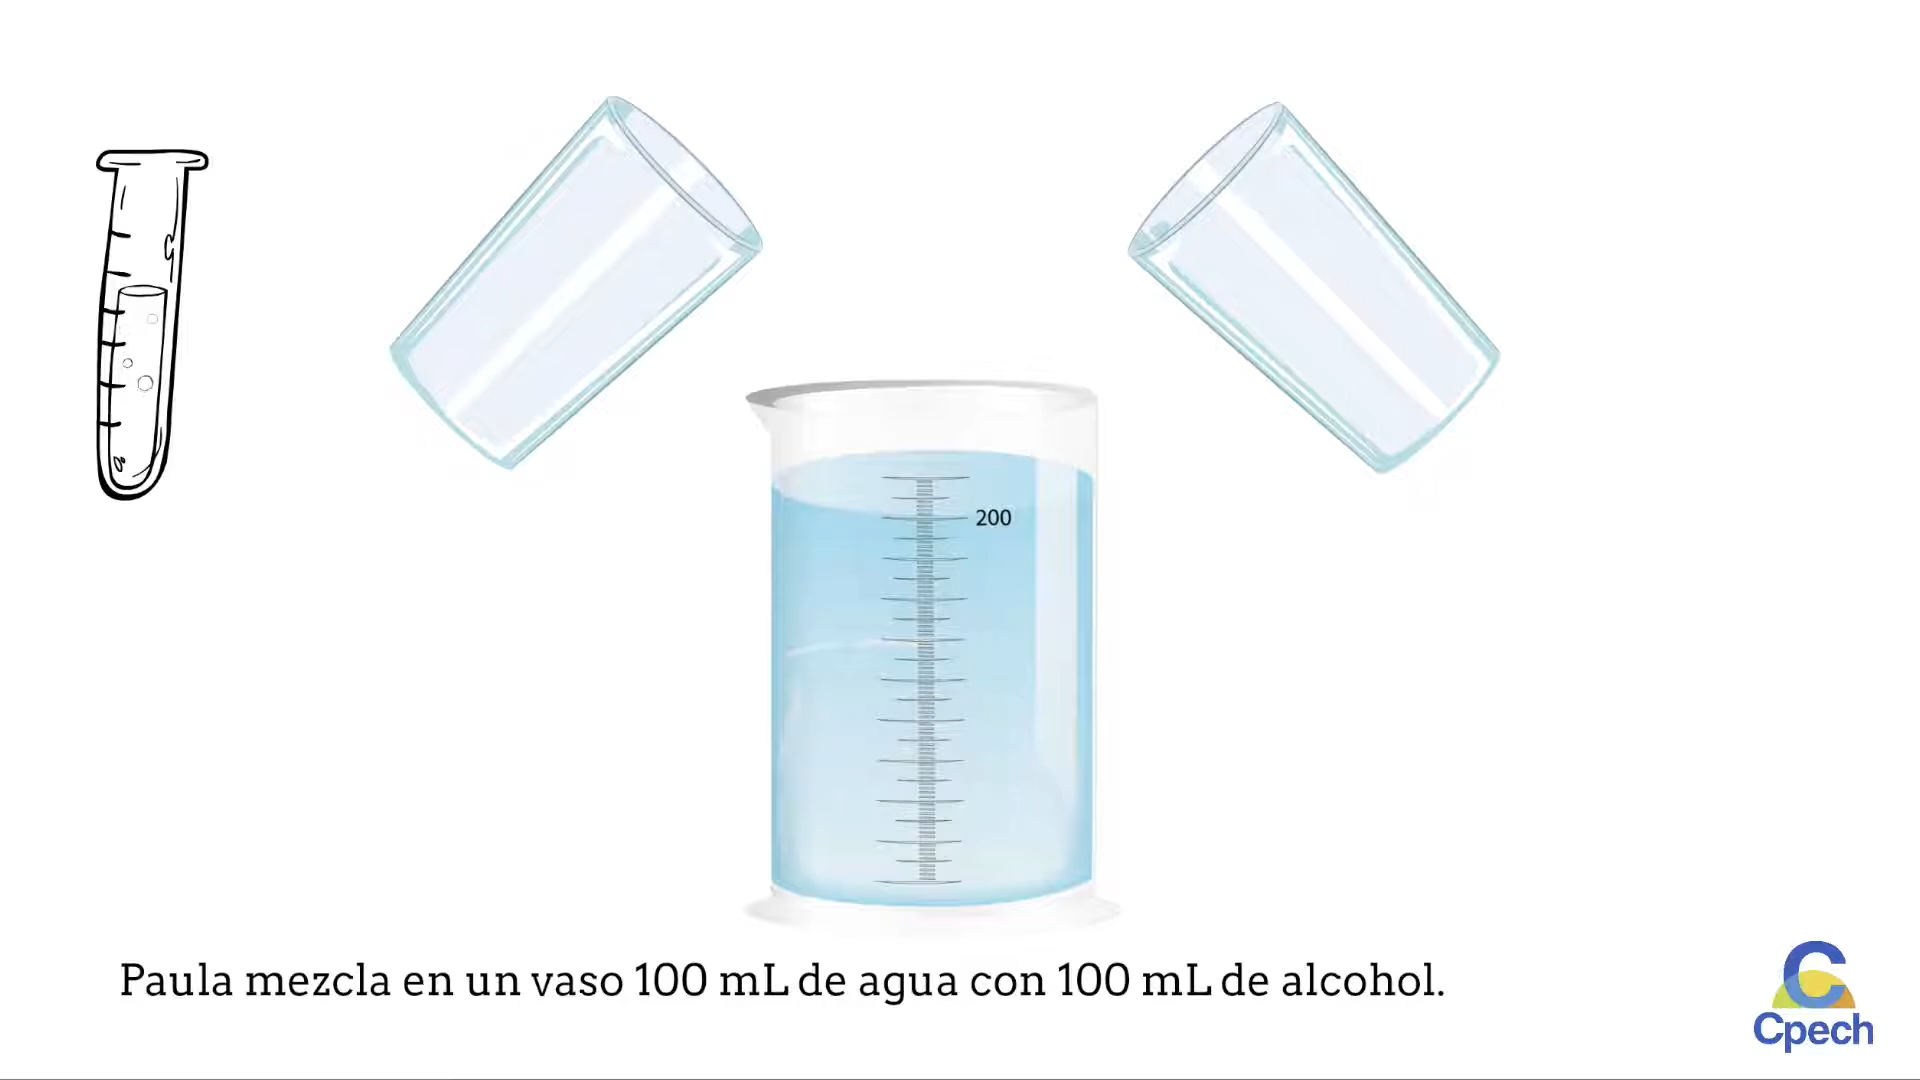 200
Paula mezcla en un vaso 100 mL de agua con 100 mL de alcohol.
Cpech